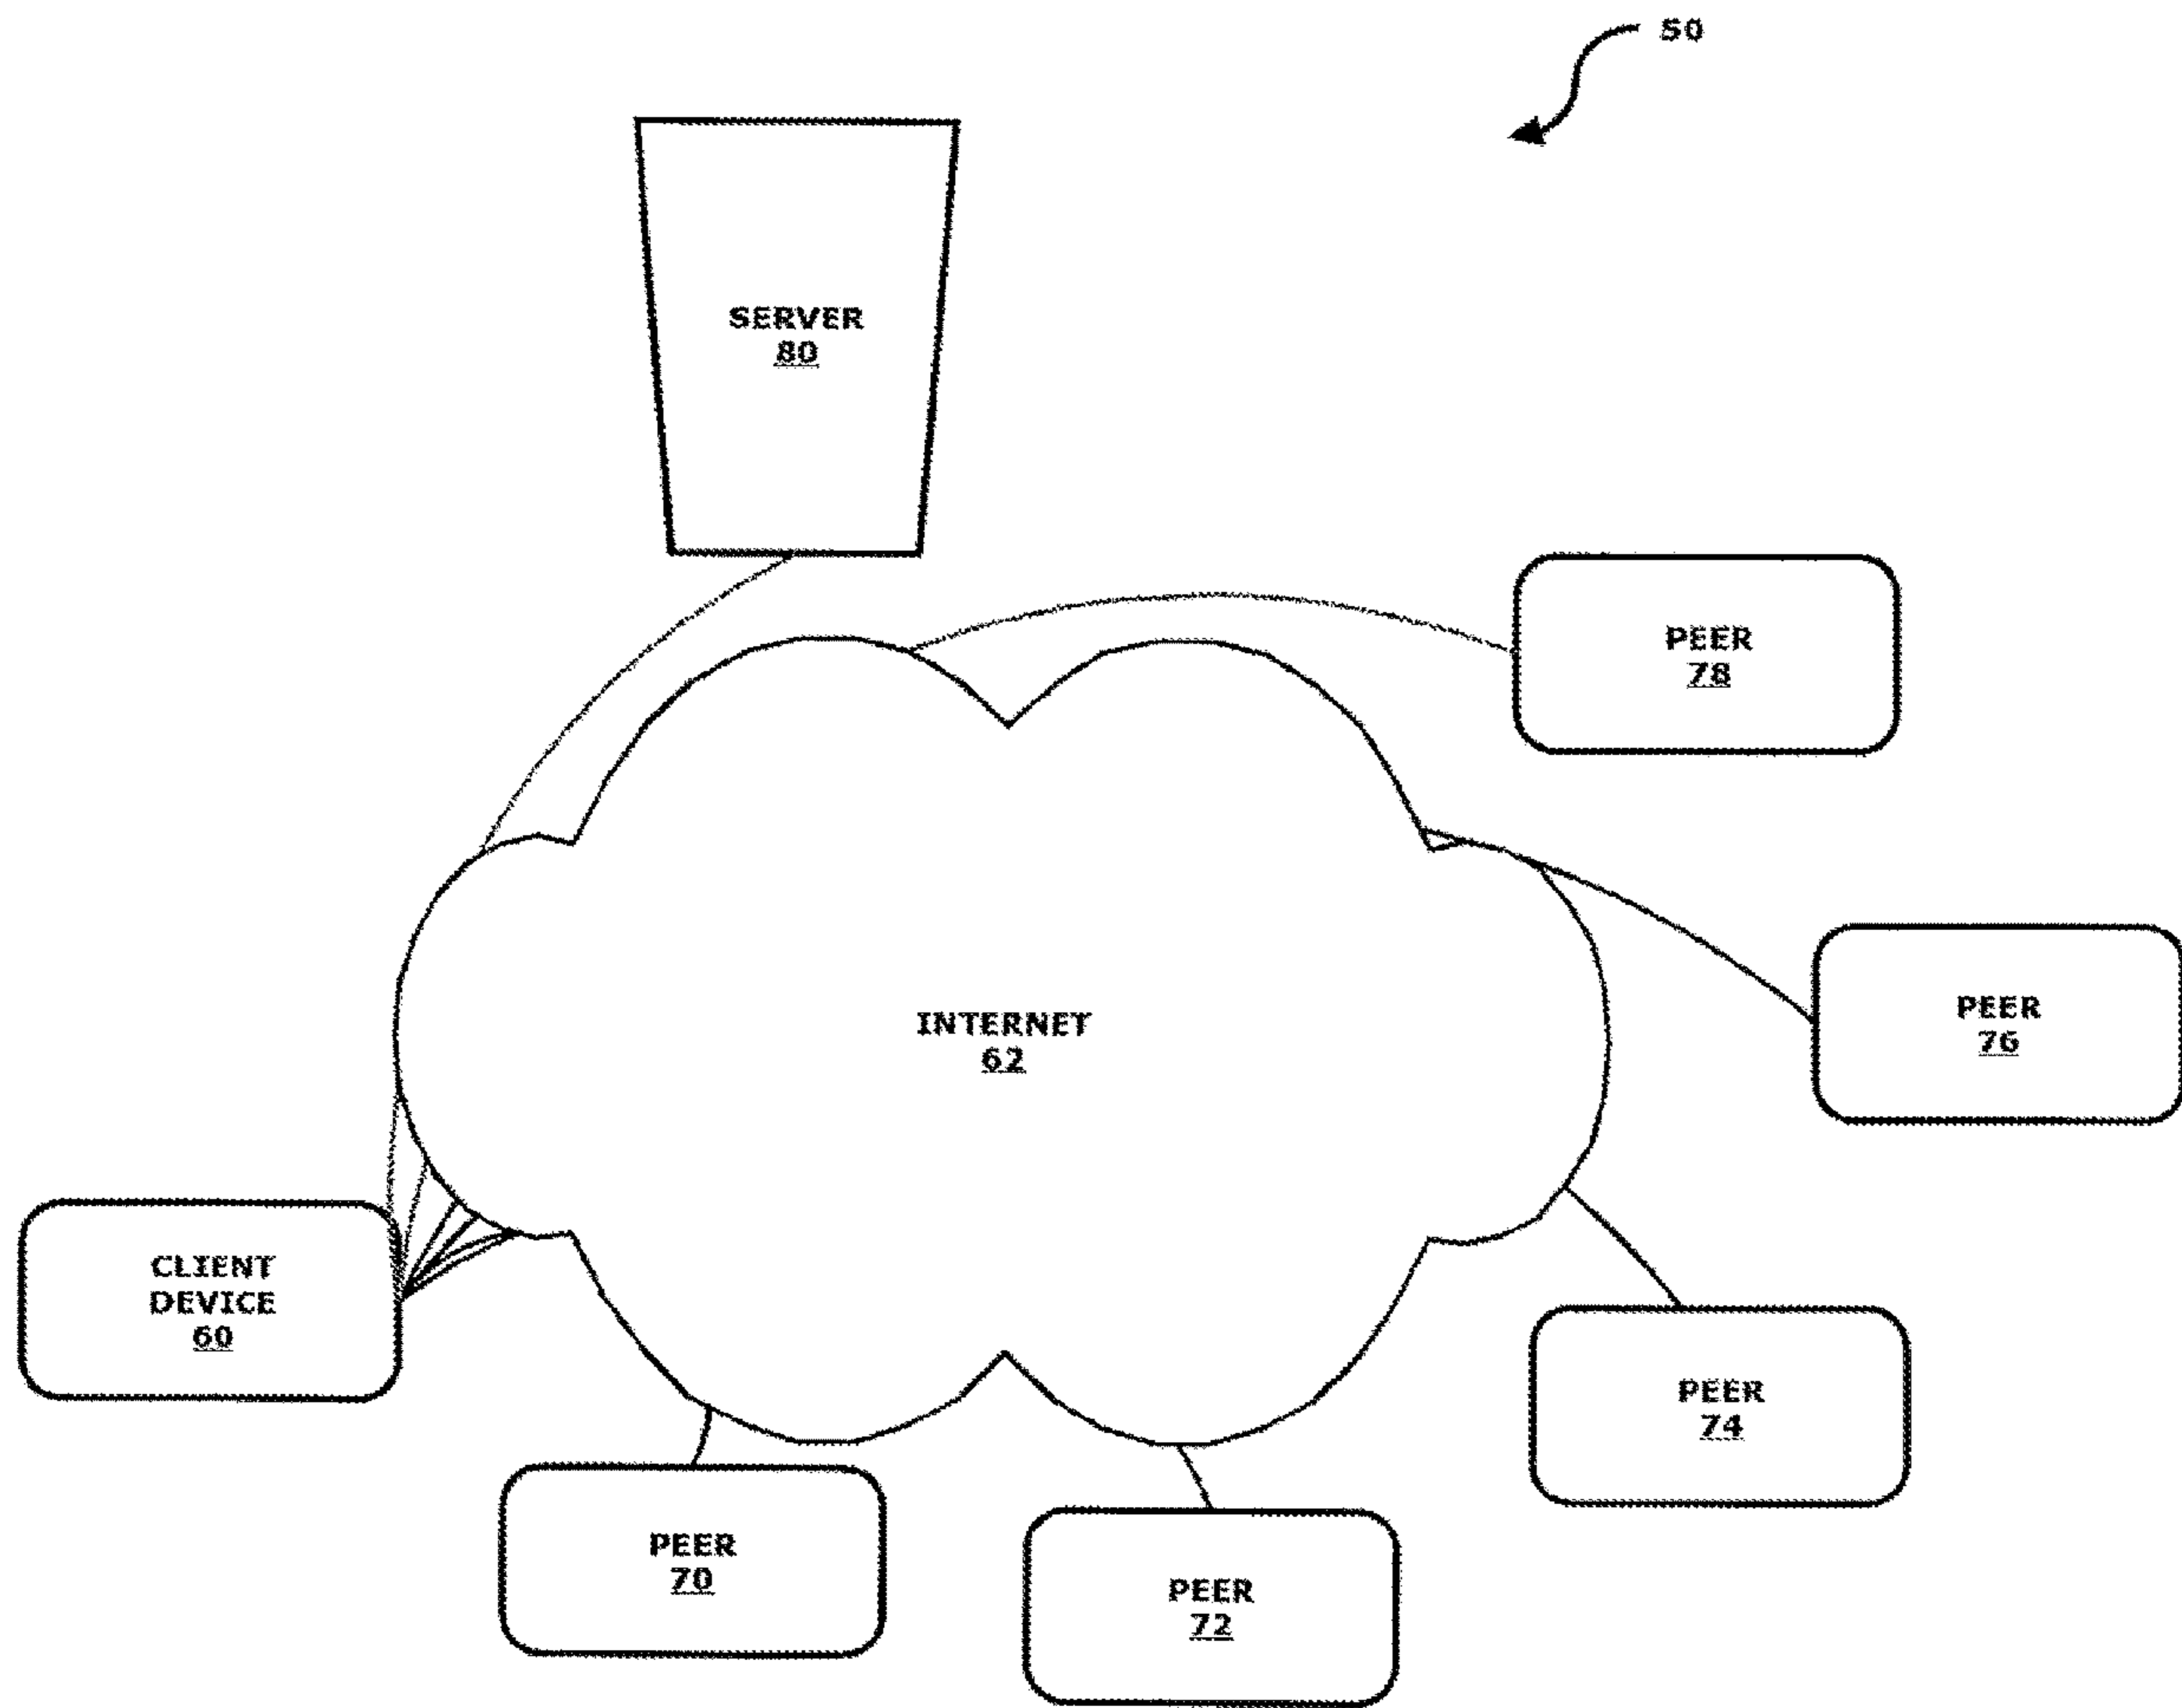 50
SERVER
80
PEER
78
PEER
76
INTERNET
62
CLIENT
DEVICE
60
PEER
74
PEER
70
PEER
72